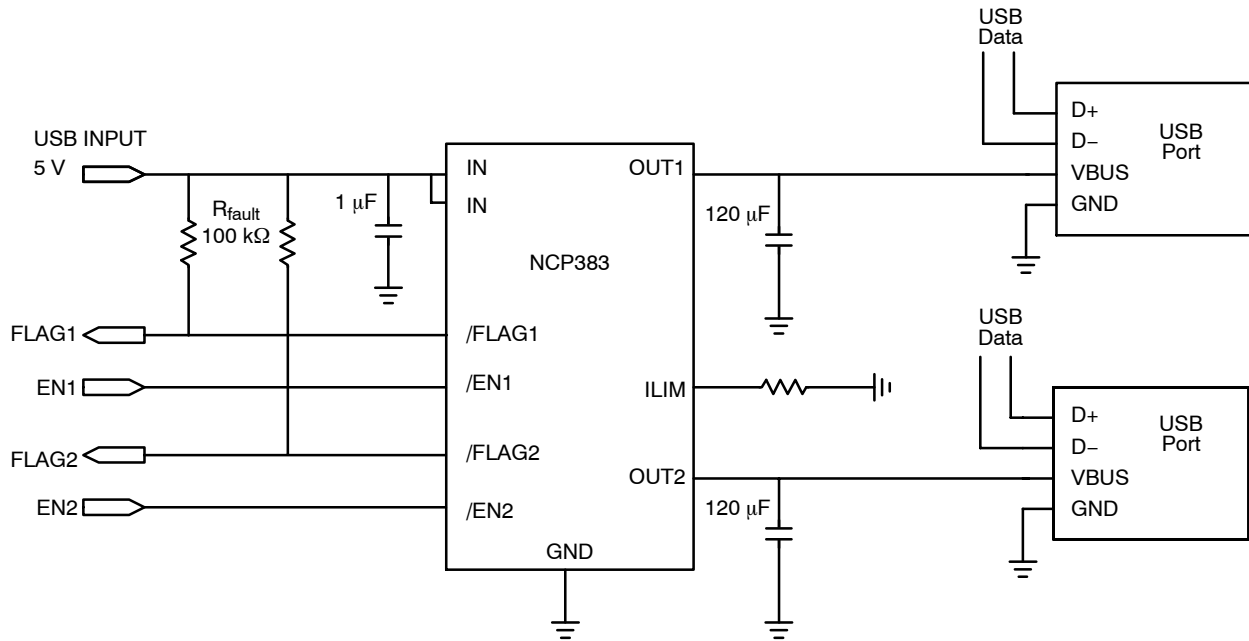 USB INPUT
5 V
R_fault
100 kΩ
1 μF
FLAG1
EN1
FLAG2
EN2
IN
IN
NCP383
/FLAG1
/EN1
/FLAG2
/EN2
GND
OUT1
ILIM
OUT2
120 μF
120 μF
USB
Data
D+
D−
VBUS
GND
USB
Port
USB
Data
D+
D−
VBUS
GND
USB
Port